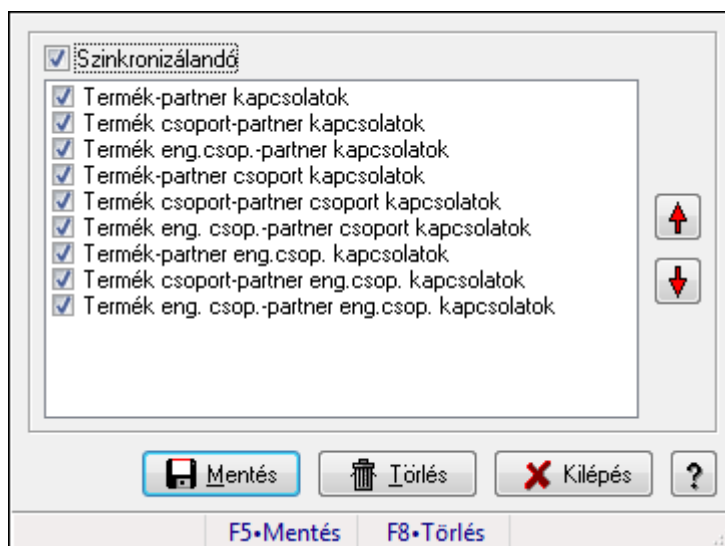 Szinkronizálandó
Termék-partner kapcsolatok
Termék csoport-partner kapcsolatok
Termék eng.csop.-partner kapcsolatok
Termék-partner csoport kapcsolatok
Termék csoport-partner csoport kapcsolatok
Termék eng. csop.-partner csoport kapcsolatok
Termék-partner eng.csop. kapcsolatok
Termék csoport-partner eng.csop. kapcsolatok
Termék eng. csop.-partner eng.csop. kapcsolatok
Mentés Törlés Kilépés ?
F5•Mentés F8•Törlés